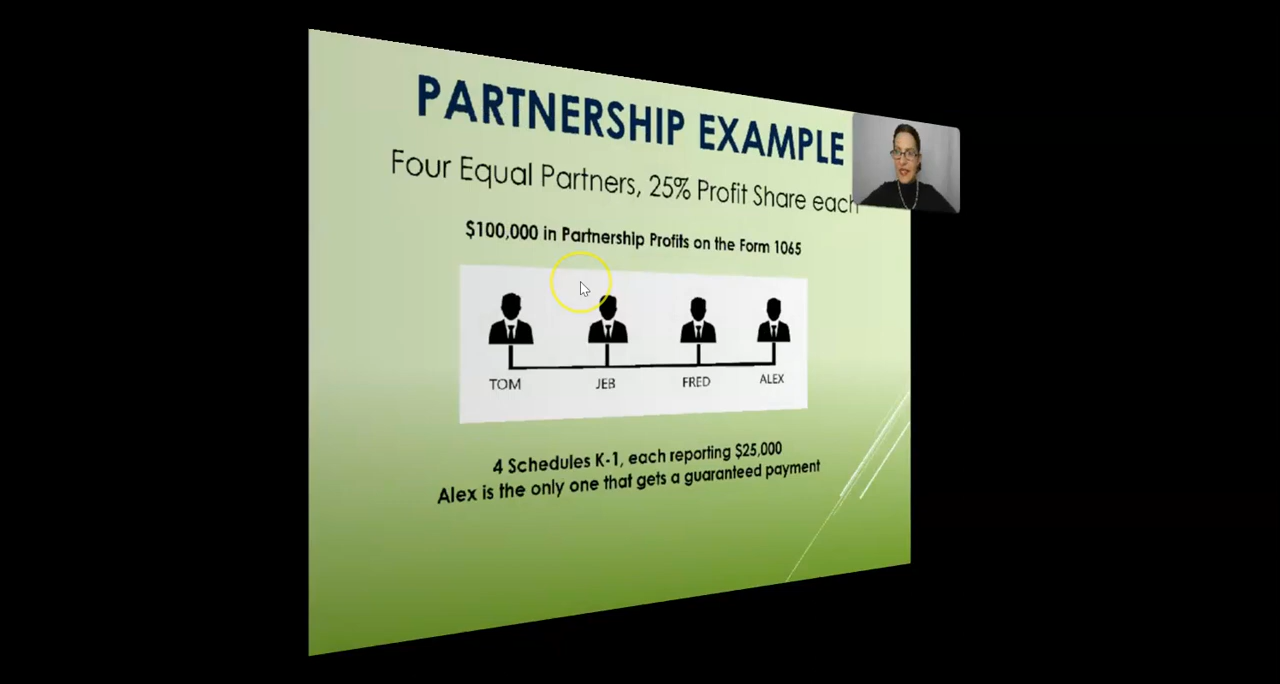 PARTNERSHIP EXAMPLE
Four Equal Partners, 25% Profit Share each
$100,000 in Partnership Profits on the Form 1065
TOM JEB FRED ALEX
4 Schedules K-1, each reporting $25,000
Alex is the only one that gets a guaranteed payment